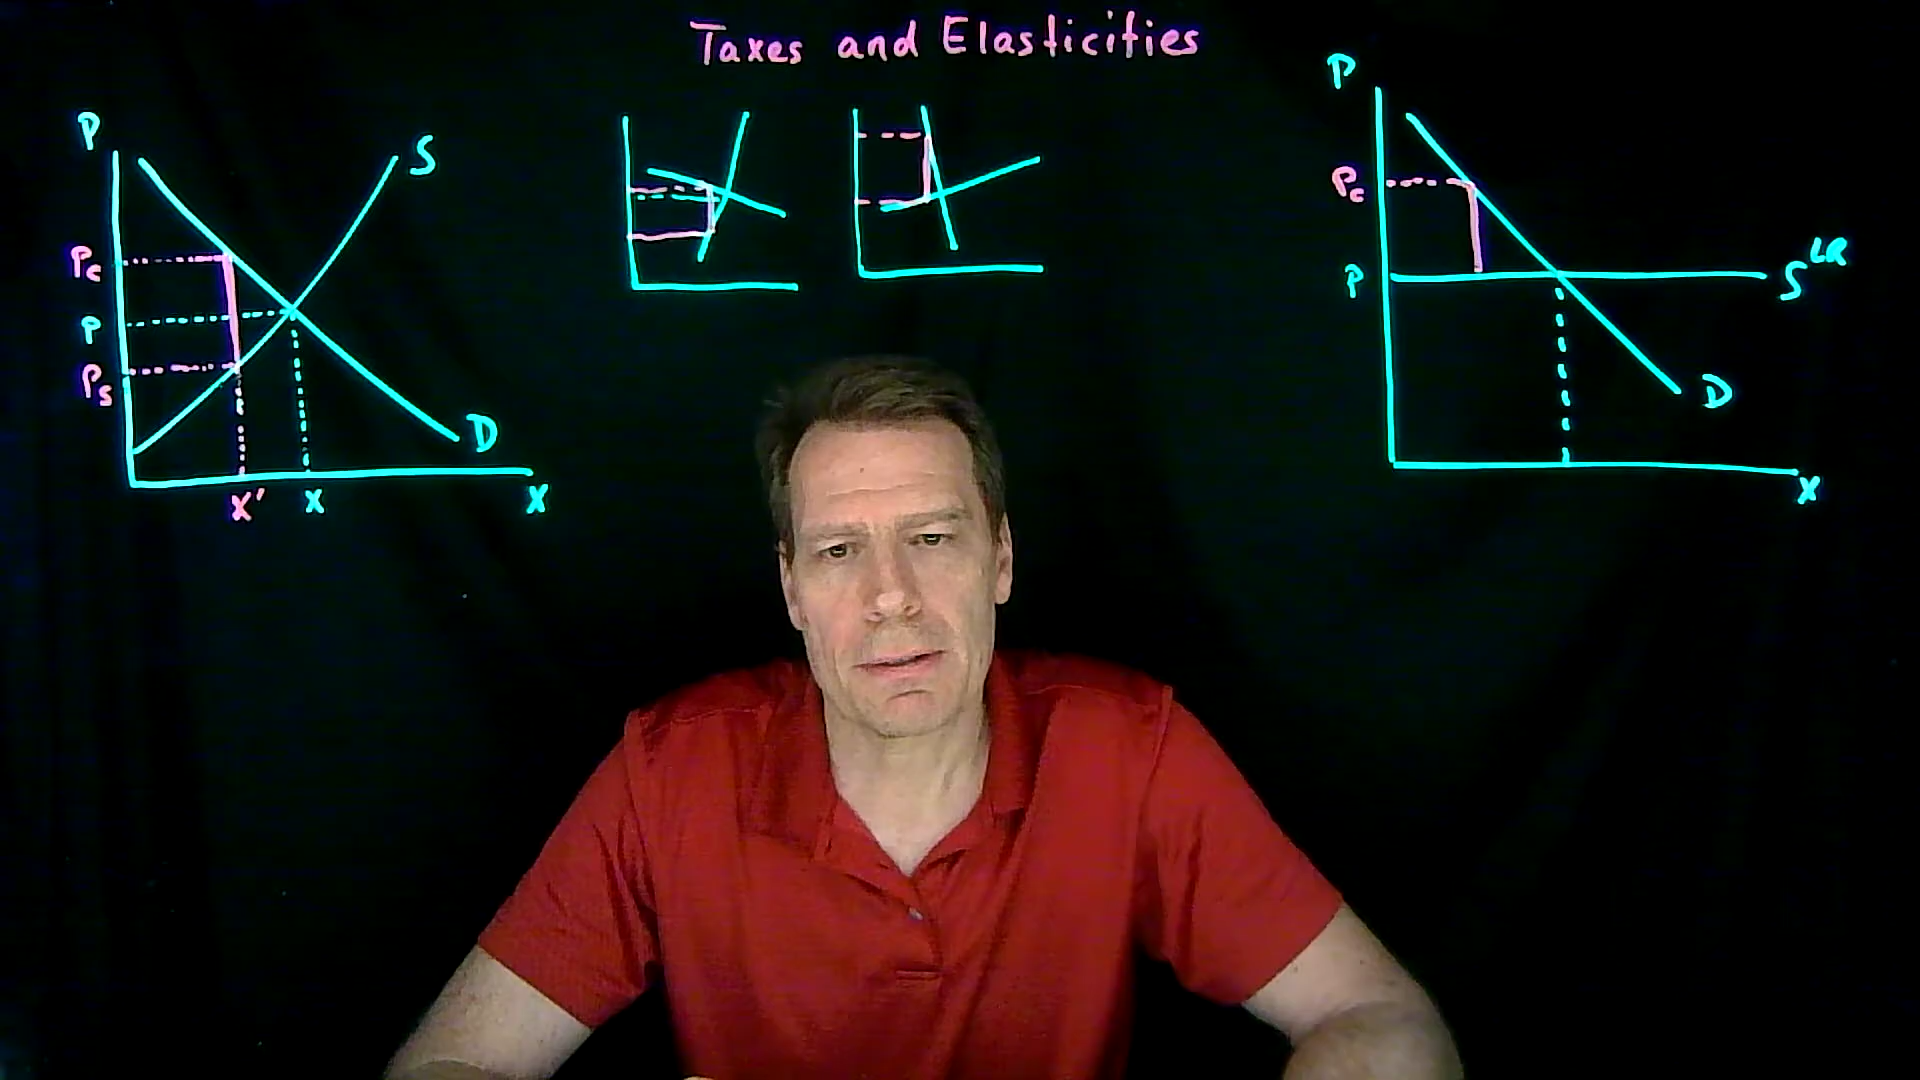 Taxes and Elasticities
P
S
Pc
P
Ps
D
X'
X
X
P
Pc
P
S^LR
D
X